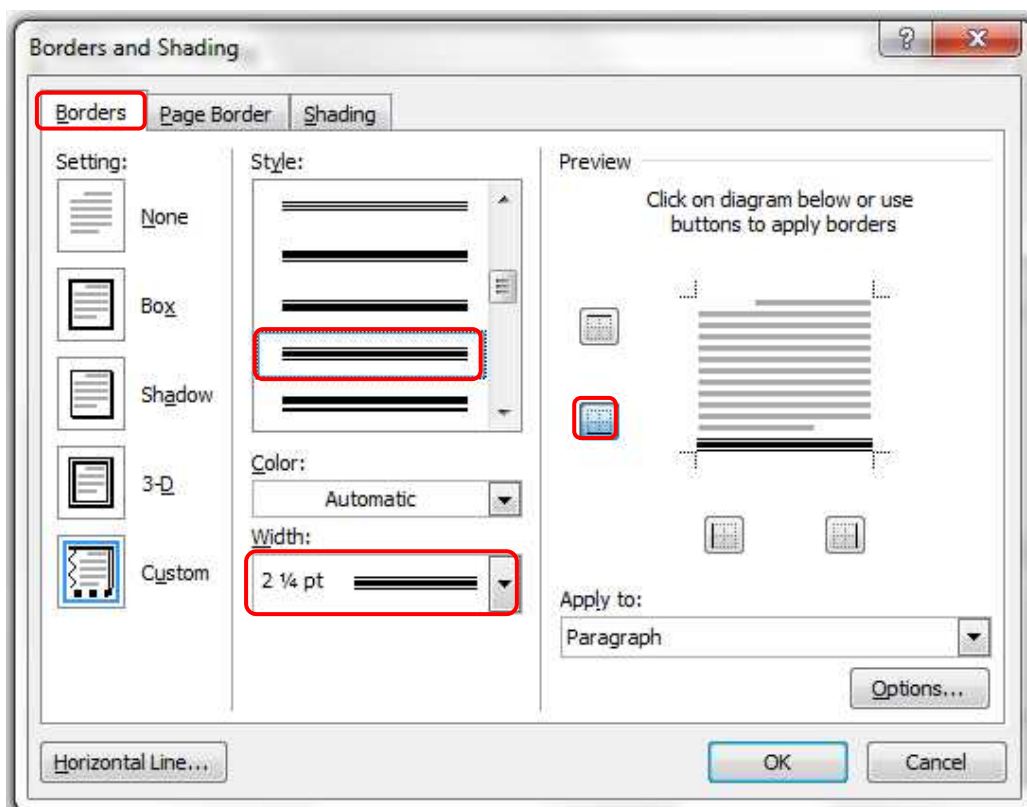 Borders and Shading
Borders
Page Border
Shading
Setting:
None
Box
Shadow
3-D
Custom
Style:
Color:
Automatic
Width:
2 ¼ pt
Preview
Click on diagram below or use
buttons to apply borders
Apply to:
Paragraph
Options...
Horizontal Line...
OK
Cancel